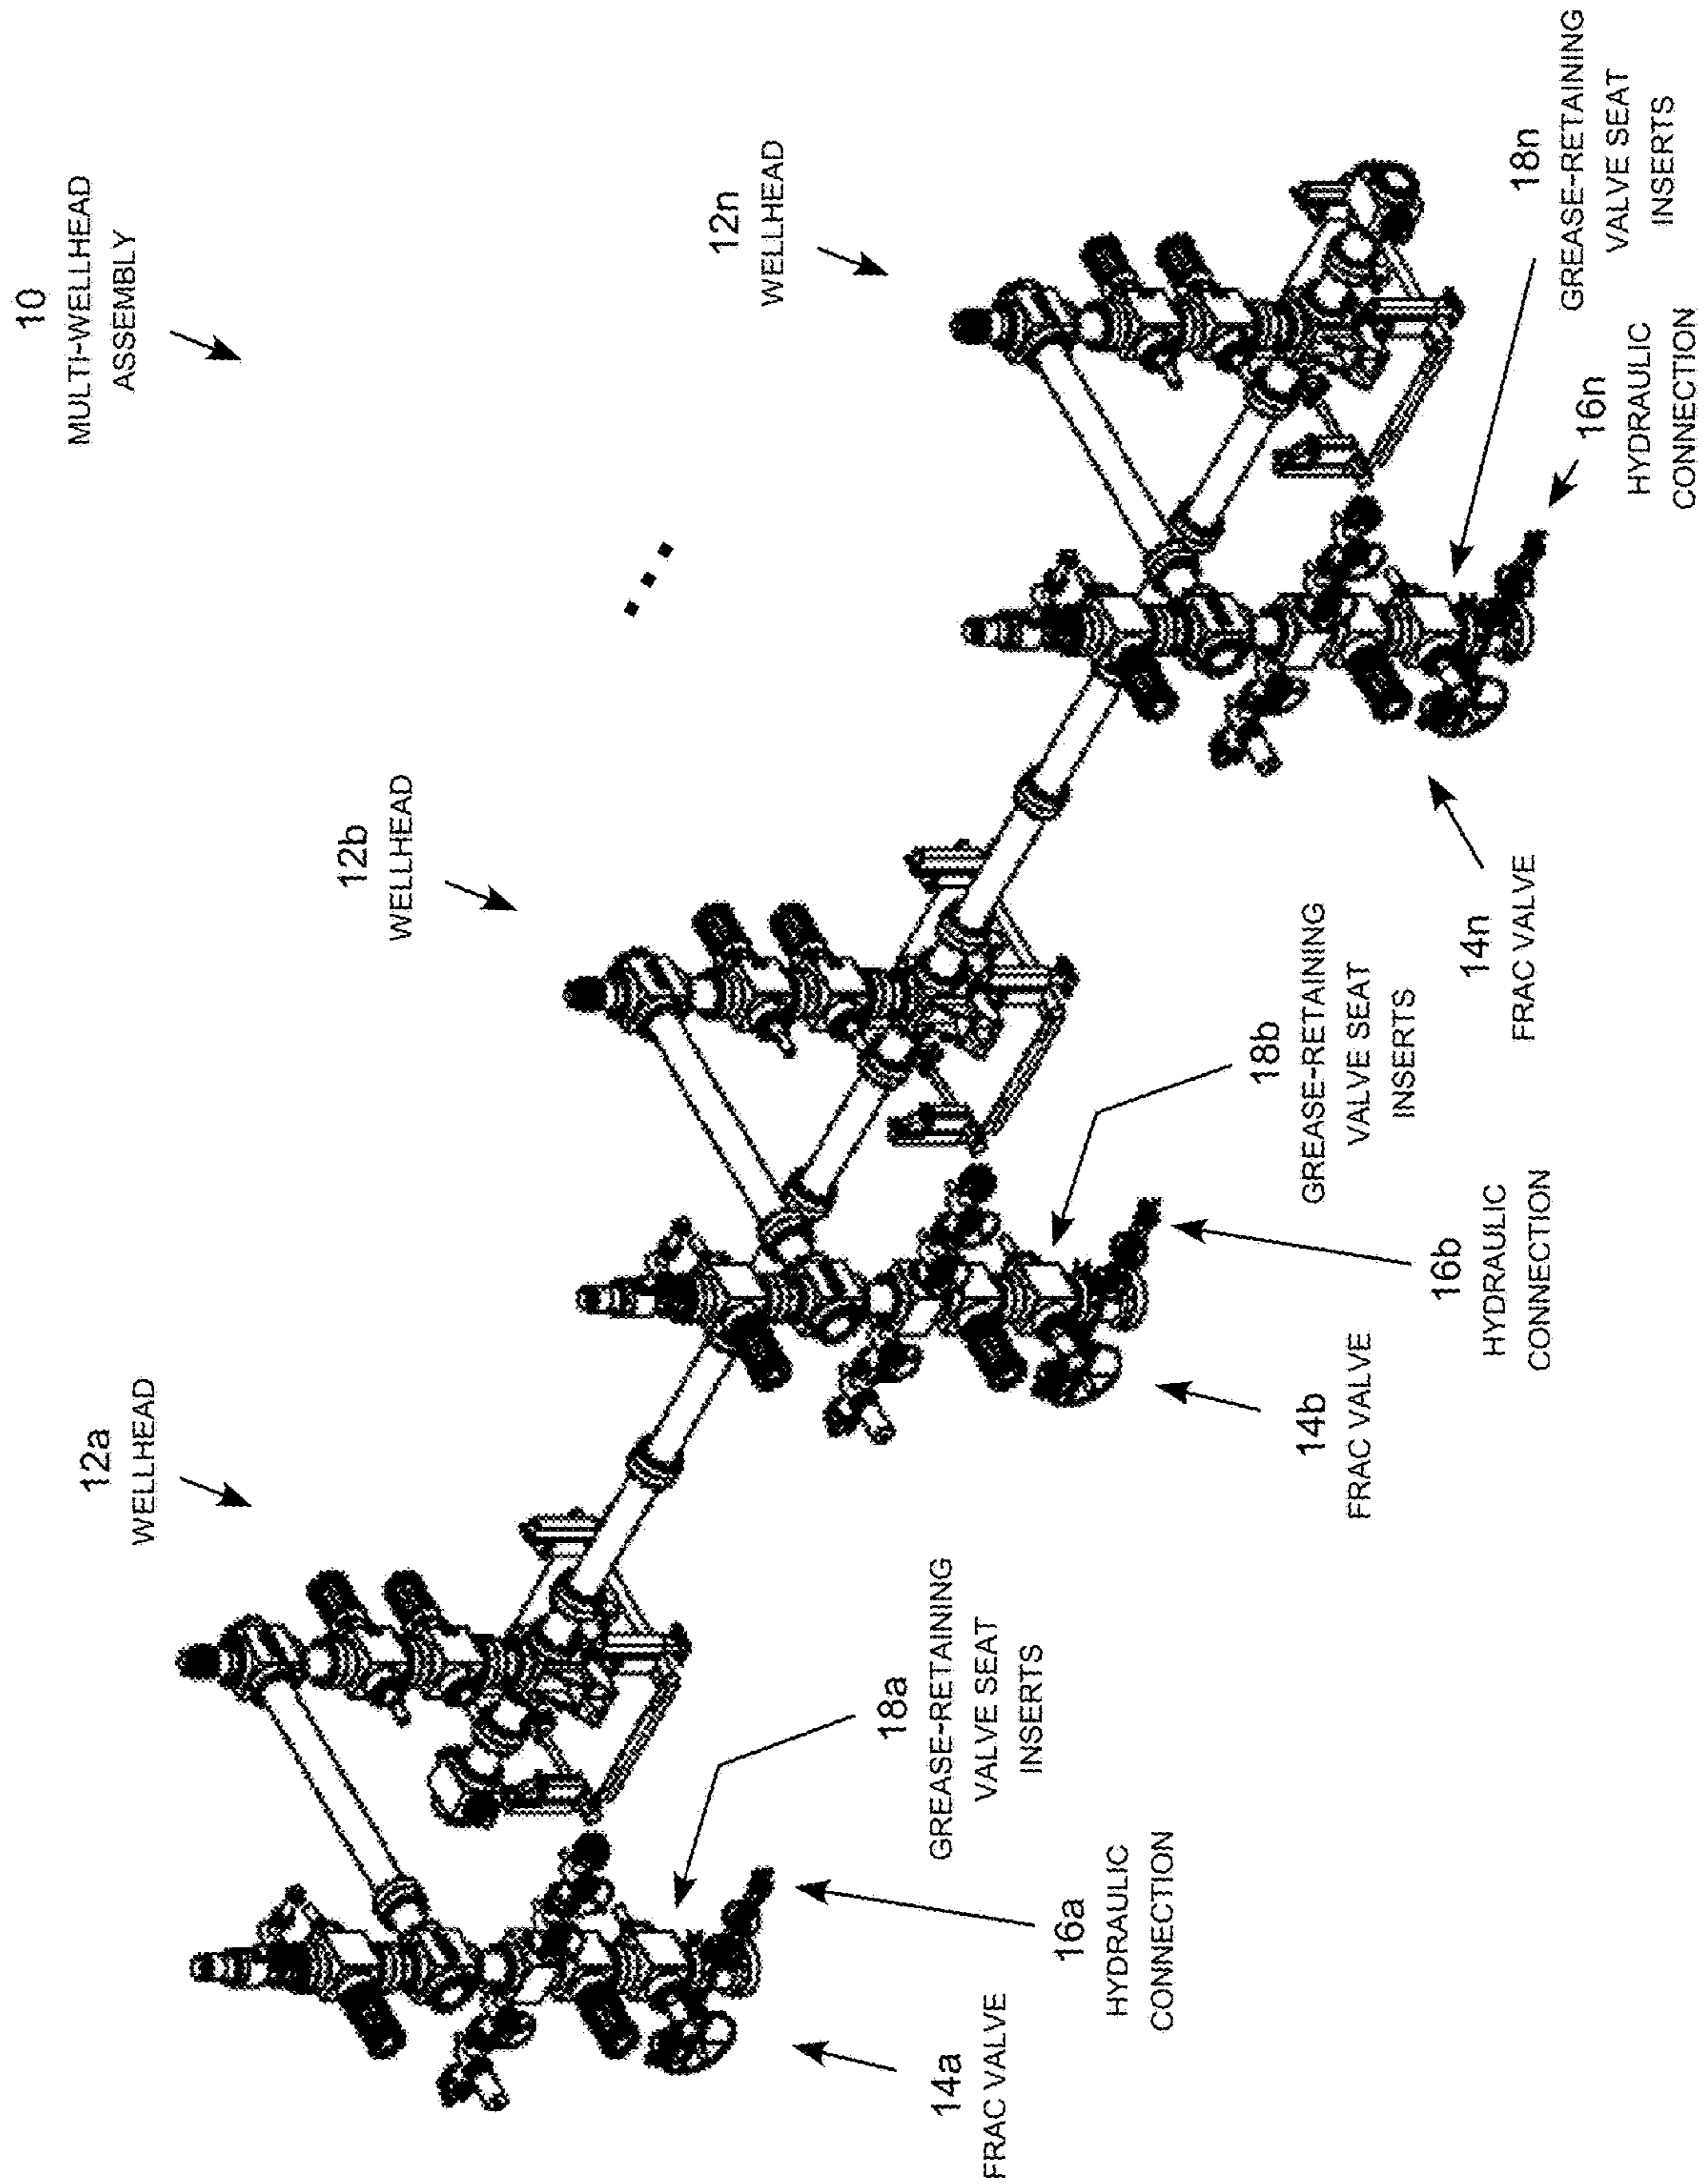 10
MULTI-WELLHEAD
ASSEMBLY
12a
WELLHEAD
12b
WELLHEAD
12n
WELLHEAD
14a
FRAC VALVE
16a
HYDRAULIC
CONNECTION
18a
GREASE-RETAINING
VALVE SEAT
INSERTS
14b
FRAC VALVE
16b
HYDRAULIC
CONNECTION
18b
GREASE-RETAINING
VALVE SEAT
INSERTS
14n
FRAC VALVE
16n
HYDRAULIC
CONNECTION
18n
GREASE-RETAINING
VALVE SEAT
INSERTS